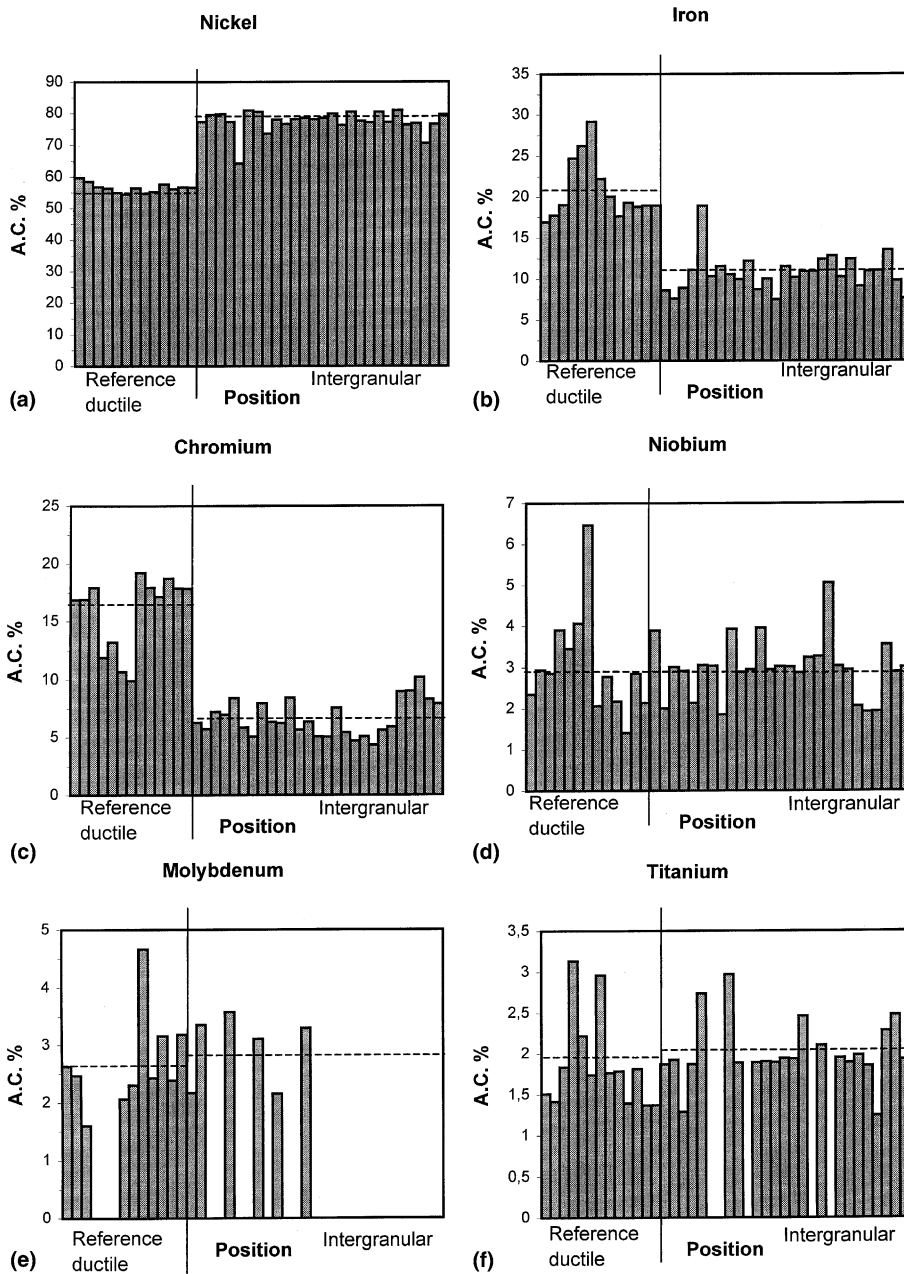 Nickel
A.C. %
90
80
70
60
50
40
30
20
10
0
Reference
ductile
Position
Intergranular
(a)
Iron
A.C. %
35
30
25
20
15
10
5
0
Reference
ductile
Position
Intergranular
(b)
Chromium
A.C. %
25
20
15
10
5
0
Reference
ductile
Position
Intergranular
(c)
Niobium
A.C. %
7
6
5
4
3
2
1
0
Reference
ductile
Position
Intergranular
(d)
Molybdenum
A.C. %
5
4
3
2
1
0
Reference
ductile
Position
Intergranular
(e)
Titanium
A.C. %
3,5
3
2,5
2
1,5
1
0,5
0
Reference
ductile
Position
Intergranular
(f)